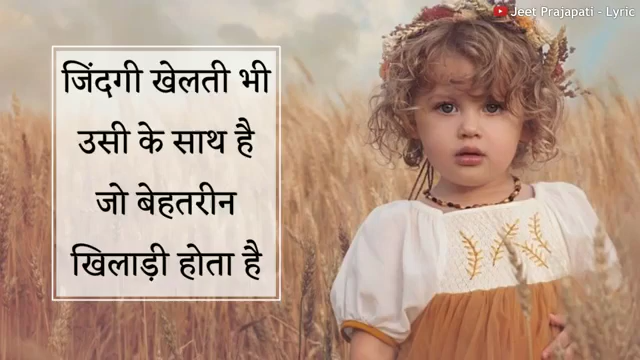 Jeet Prajapati - Lyric
जिंदगी खेलती भी
उसी के साथ है
जो बेहतरीन
खिलाड़ी होता है